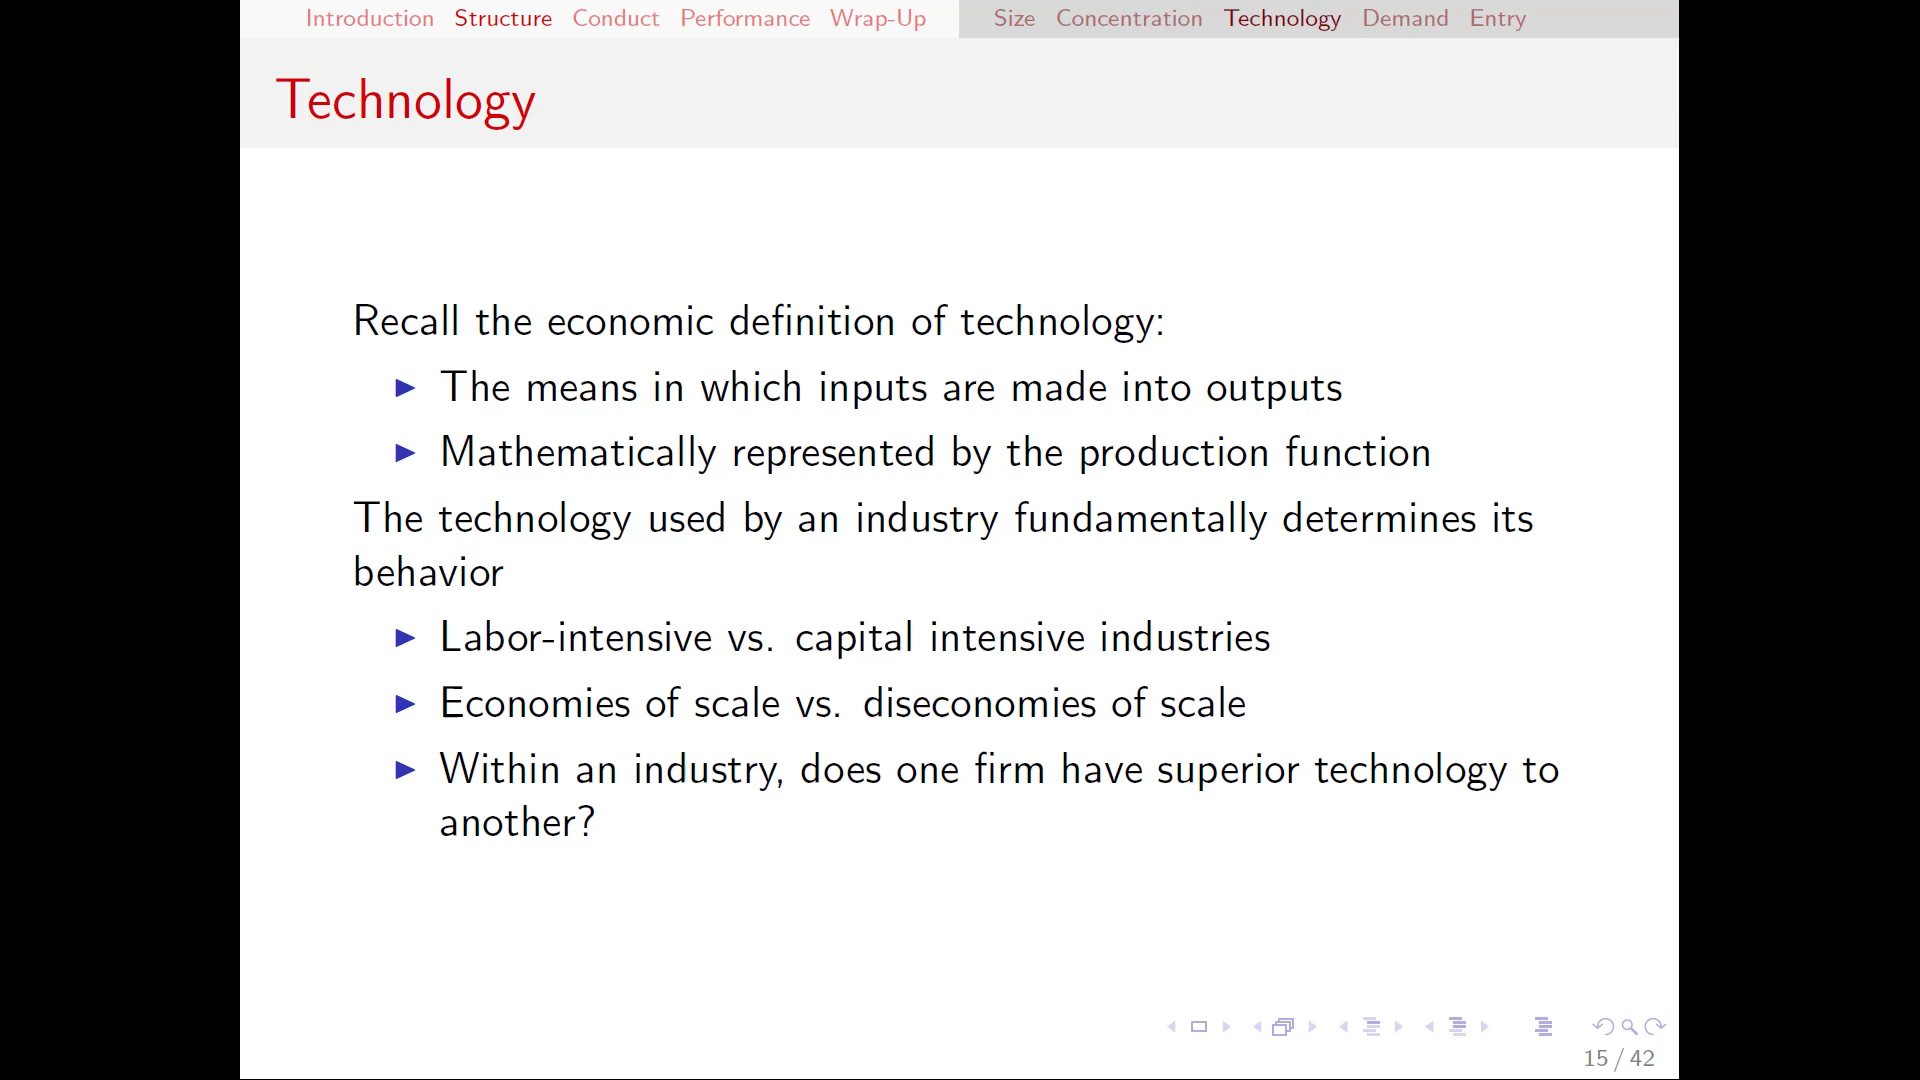 Introduction Structure Conduct Performance Wrap-Up Size Concentration Technology Demand Entry
Technology
Recall the economic definition of technology:
The means in which inputs are made into outputs
Mathematically represented by the production function
The technology used by an industry fundamentally determines its
behavior
Labor-intensive vs. capital intensive industries
Economies of scale vs. diseconomies of scale
Within an industry, does one firm have superior technology to
another?
15 / 42